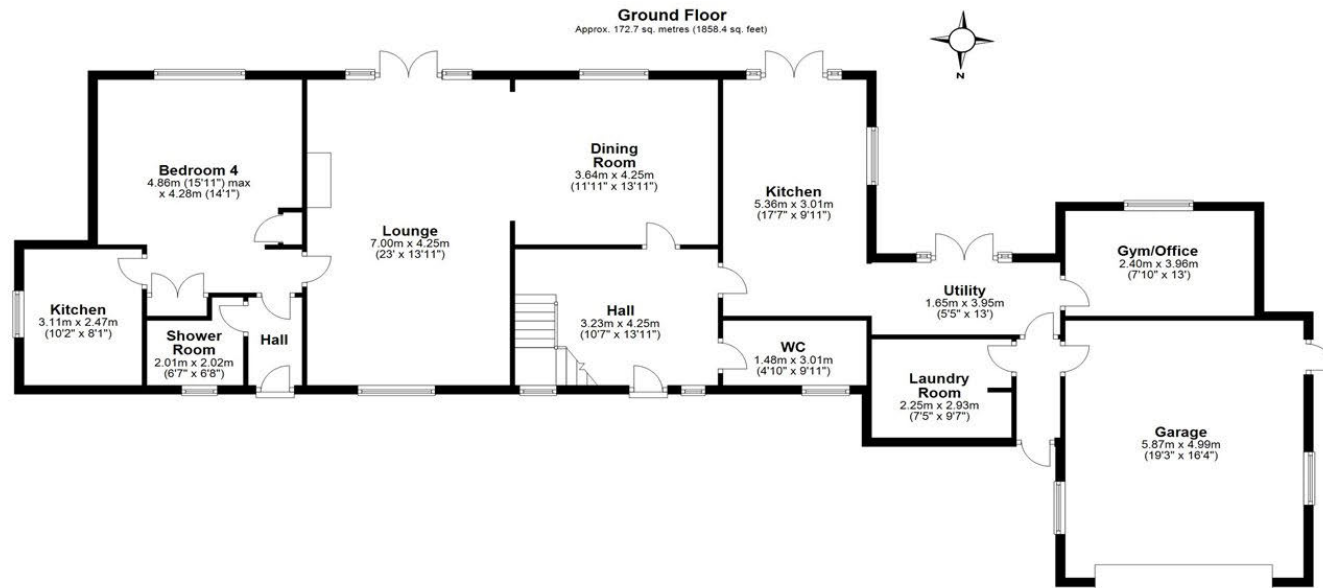 Ground Floor
Approx. 172.7 sq. metres (1858.4 sq. feet)
N
Bedroom 4
4.86m (15'11") max
x 4.28m (14'1")
Lounge
7.00m x 4.25m
(23' x 13'11")
Dining
Room
3.64m x 4.25m
(11'11" x 13'11")
Kitchen
5.36m x 3.01m
(17'7" x 9'11")
Gym/Office
2.40m x 3.96m
(7'10" x 13')
Utility
1.65m x 3.95m
(5'5" x 13')
Kitchen
3.11m x 2.47m
(10'2" x 8'1")
Shower
Room
2.01m x 2.02m
(6'7" x 6'8")
Hall
Hall
3.23m x 4.25m
(10'7" x 13'11")
WC
1.48m x 3.01m
(4'10" x 9'11")
Laundry
Room
2.25m x 2.93m
(7'5" x 9'7")
Garage
5.87m x 4.99m
(19'3" x 16'4")